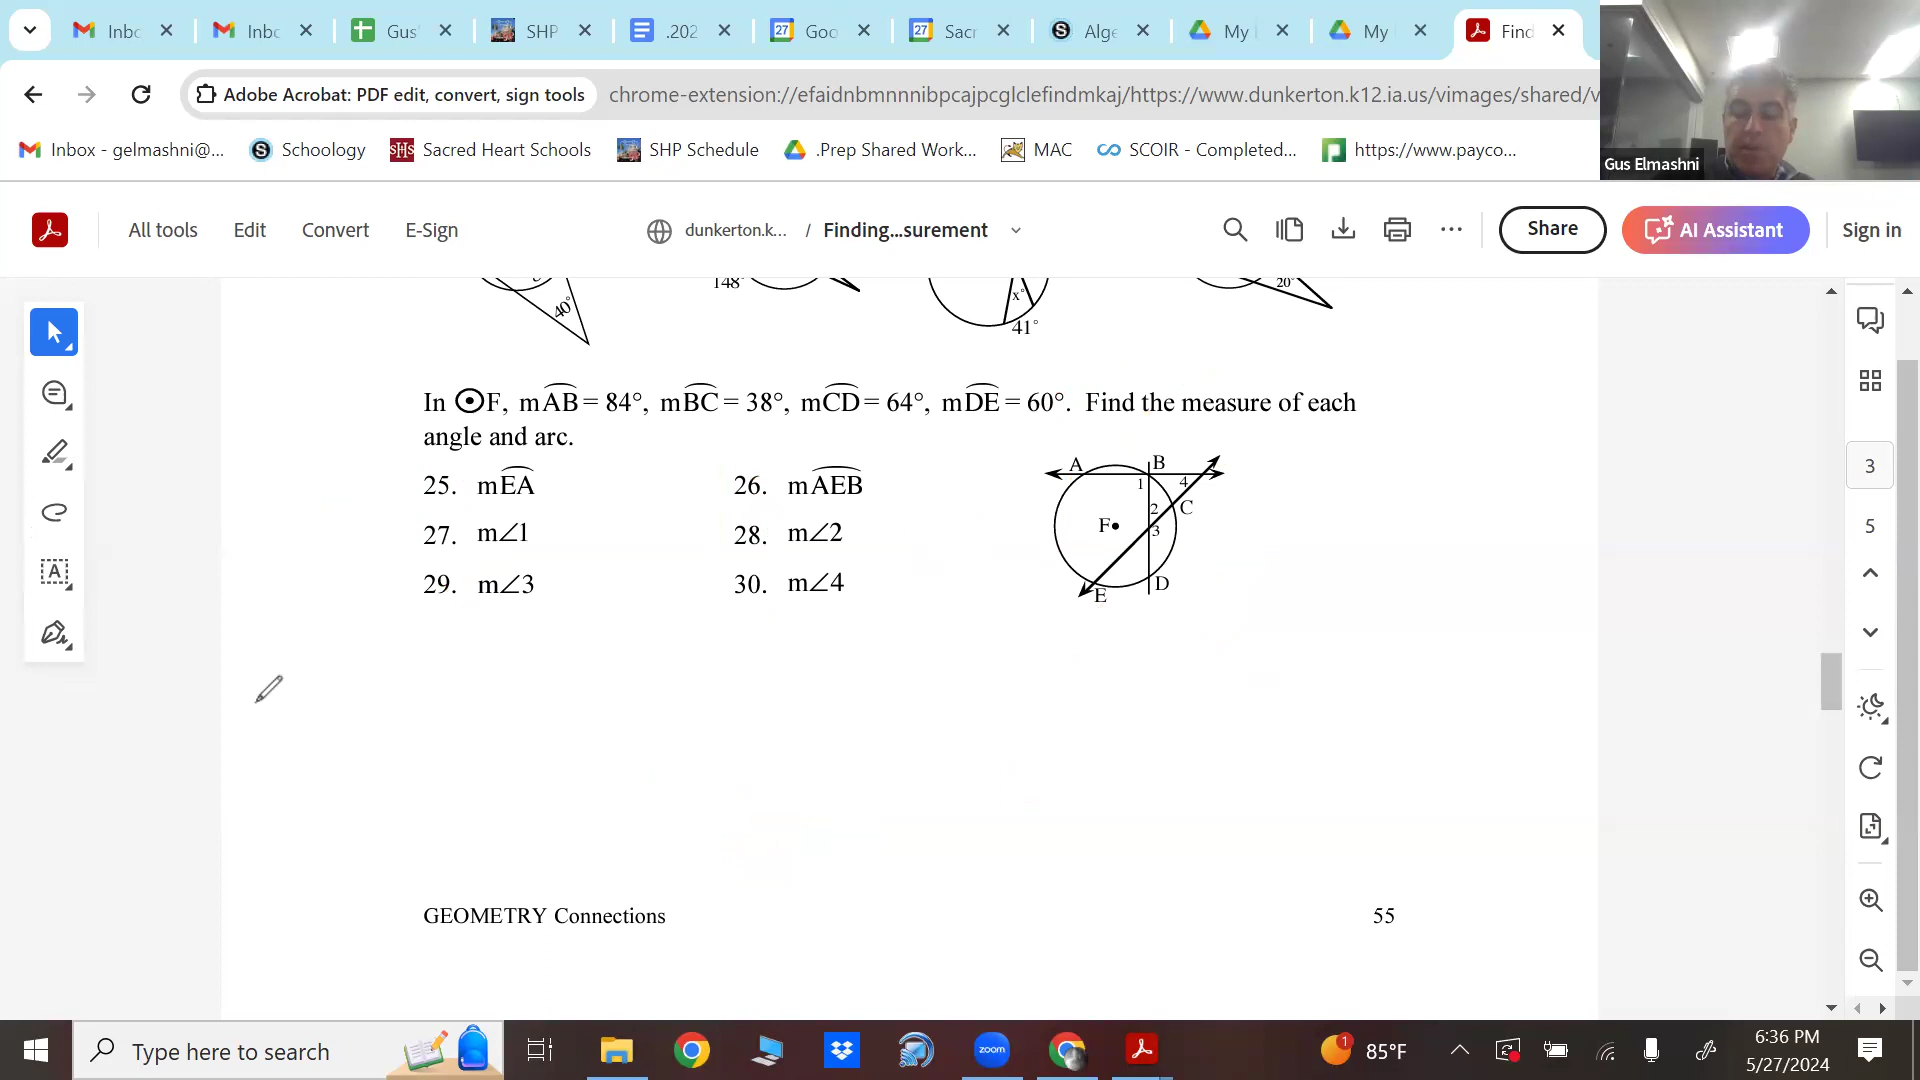 Inbc Inbc Gus SHP .202 Goo Sacr Alge My My Find
Adobe Acrobat: PDF edit, convert, sign tools chrome-extension://efaidnbmnnnibpcajpcglclefindmkaj/https://www.dunkerton.k12.ia.us/vimages/shared/v
Inbox - gelmashni@... Schoology Sacred Heart Schools SHP Schedule .Prep Shared Work... MAC SCOIR - Completed... https://www.payco...
Gus Elmashni
All tools Edit Convert E-Sign dunkerton.k... / Finding...surement Share AI Assistant Sign in
40° 148° x° 41° 20°
In ⊙F, mAB = 84°, mBC = 38°, mCD = 64°, mDE = 60°. Find the measure of each
angle and arc.
25. mEA 26. mAEB
27. m∠1 28. m∠2
29. m∠3 30. m∠4
A B
1 4
2 C
F 3
E D
3
5
GEOMETRY Connections 55
Type here to search zoom 1 85°F 6:36 PM
5/27/2024